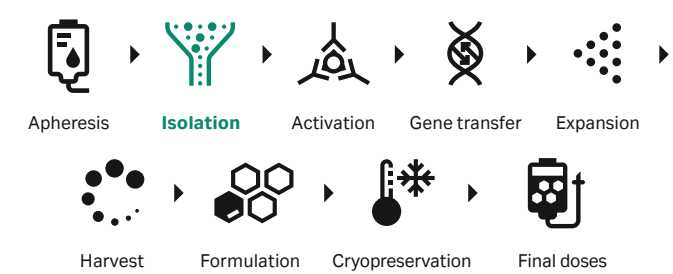 Apheresis Isolation Activation Gene transfer Expansion
Harvest Formulation Cryopreservation Final doses